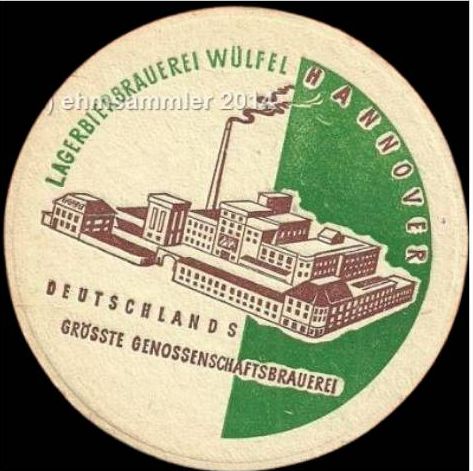 LAGERBIERBRAUEREI WÜLFEL
HANNOVER
ehmsammler
DEUTSCHLANDS
GRÖSSTE GENOSSENSCHAFTSBRAUEREI